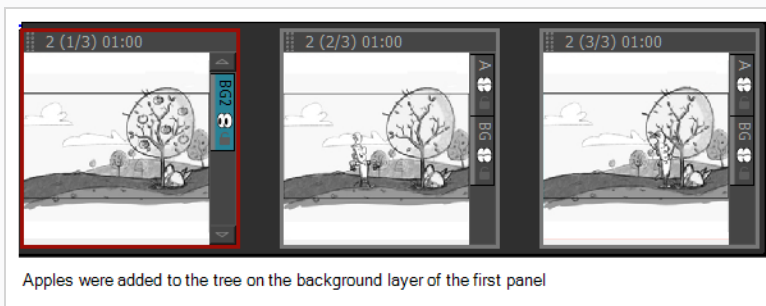 2 (1/3) 01:00
2 (2/3) 01:00
2 (3/3) 01:00
BG2
A
BG
A
BG
Apples were added to the tree on the background layer of the first panel